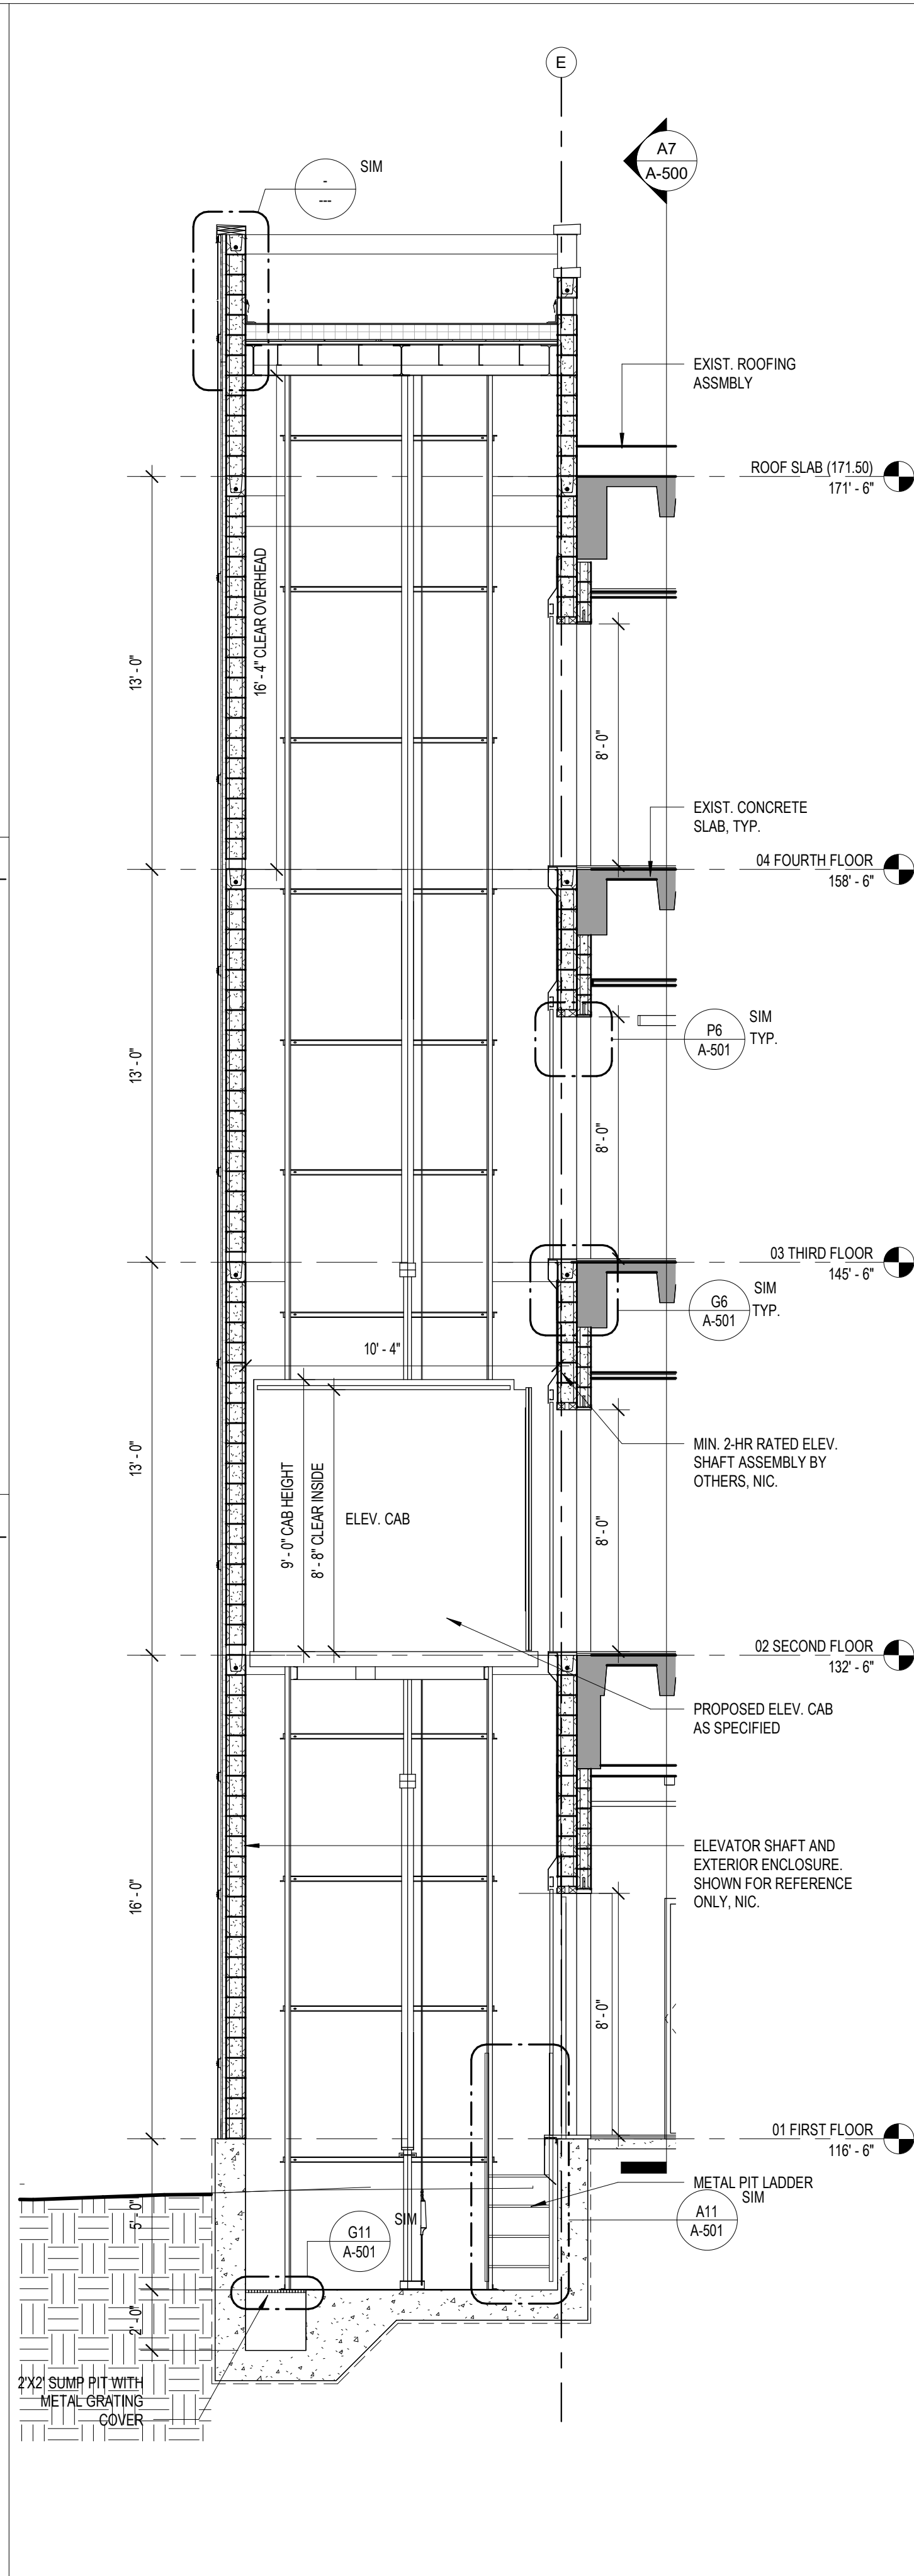 E
A7
A-500
SIM
-
---
EXIST. ROOFING
ASSMBLY
ROOF SLAB (171.50)
171' - 6"
16' - 4" CLEAR OVERHEAD
13' - 0"
8' - 0"
EXIST. CONCRETE
SLAB, TYP.
04 FOURTH FLOOR
158' - 6"
P6
A-501
SIM
TYP.
13' - 0"
8' - 0"
03 THIRD FLOOR
145' - 6"
G6
A-501
SIM
TYP.
10' - 4"
MIN. 2-HR RATED ELEV.
SHAFT ASSEMBLY BY
OTHERS, NIC.
13' - 0"
9' - 0" CAB HEIGHT
8' - 8" CLEAR INSIDE
ELEV. CAB
8' - 0"
02 SECOND FLOOR
132' - 6"
PROPOSED ELEV. CAB
AS SPECIFIED
ELEVATOR SHAFT AND
EXTERIOR ENCLOSURE.
SHOWN FOR REFERENCE
ONLY, NIC.
16' - 0"
8' - 0"
01 FIRST FLOOR
116' - 6"
METAL PIT LADDER
SIM
A11
A-501
5' - 0"
G11
A-501
SIM
2' - 0"
2'X2' SUMP PIT WITH
METAL GRATING
COVER